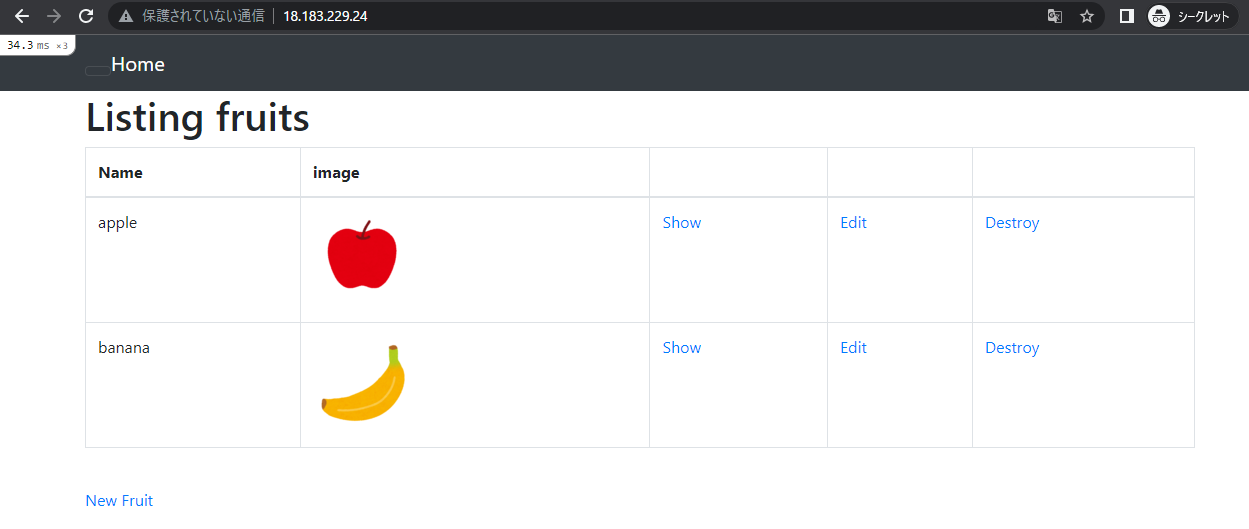 保護されていない通信 18.183.229.24 シークレット
34.3 ms ×3
Home
Listing fruits
Name image
apple Show Edit Destroy
banana Show Edit Destroy
New Fruit